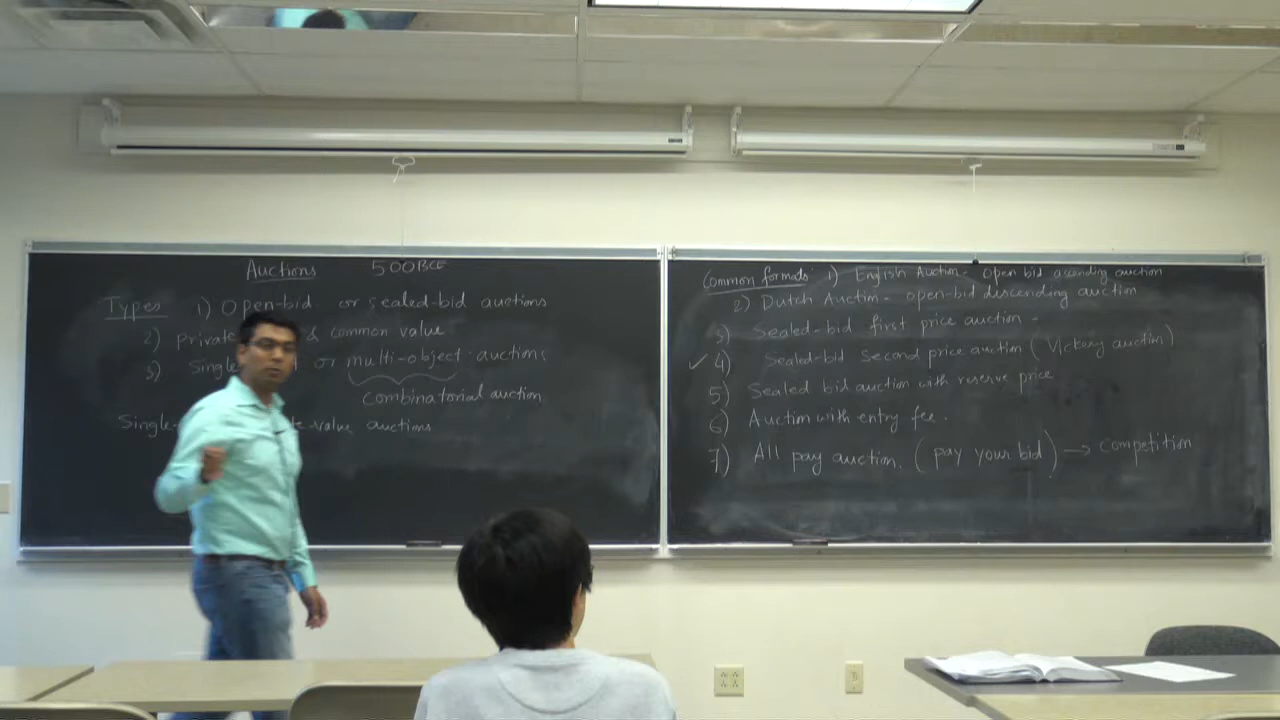 Auctions 500BCE
Types 1) Open-bid or sealed-bid auctions
2) private & common value
3) Single or multi-object auctions
combinatorial auction
Single- value auctions
Common formats: 1) English Auction - Open bid ascending auction
2) Dutch Auction - open-bid descending auction
3) Sealed-bid first price auction -
✓ 4) Sealed-bid second price auction (Vickrey auction)
5) Sealed bid auction with reserve price
6) Auction with entry fee.
7) All pay auction. (pay your bid) → competition